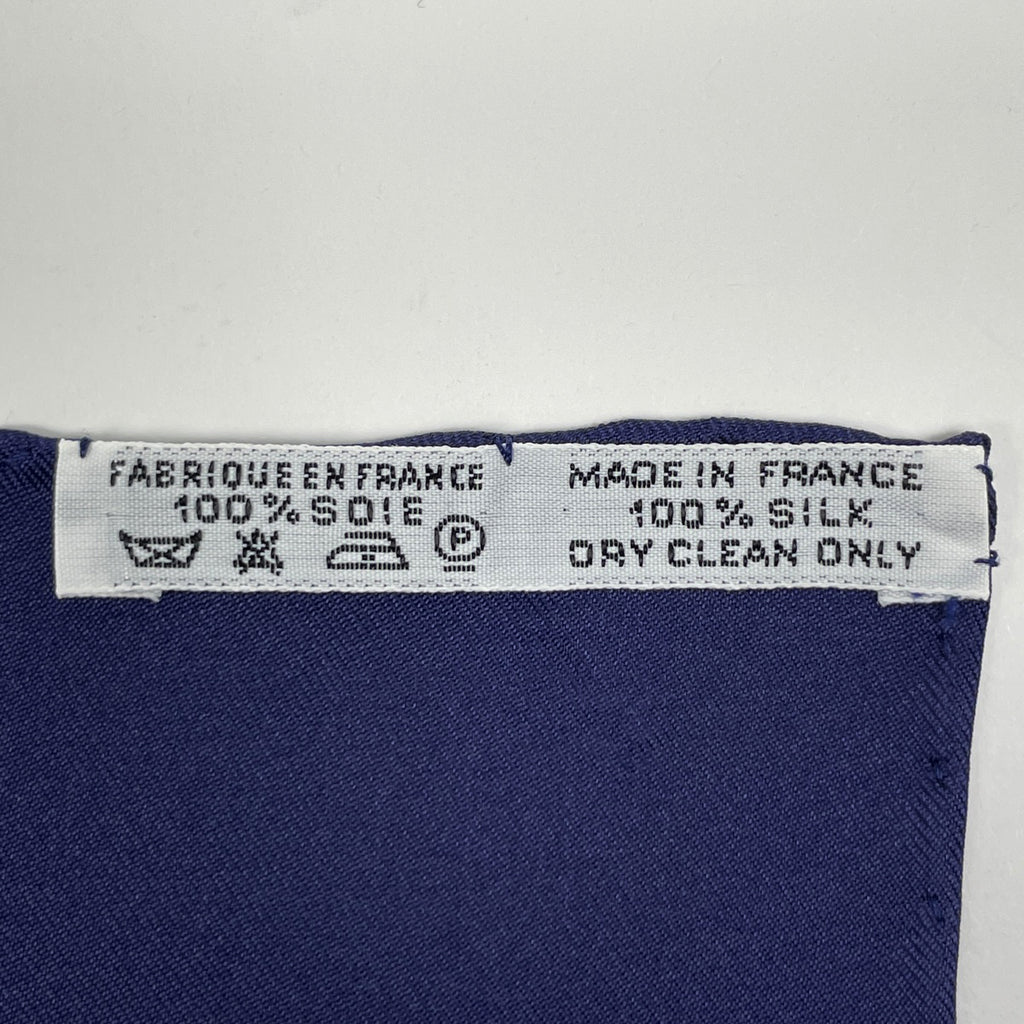 FABRIQUE EN FRANCE
100% SOIE
P
MADE IN FRANCE
100% SILK
DRY CLEAN ONLY